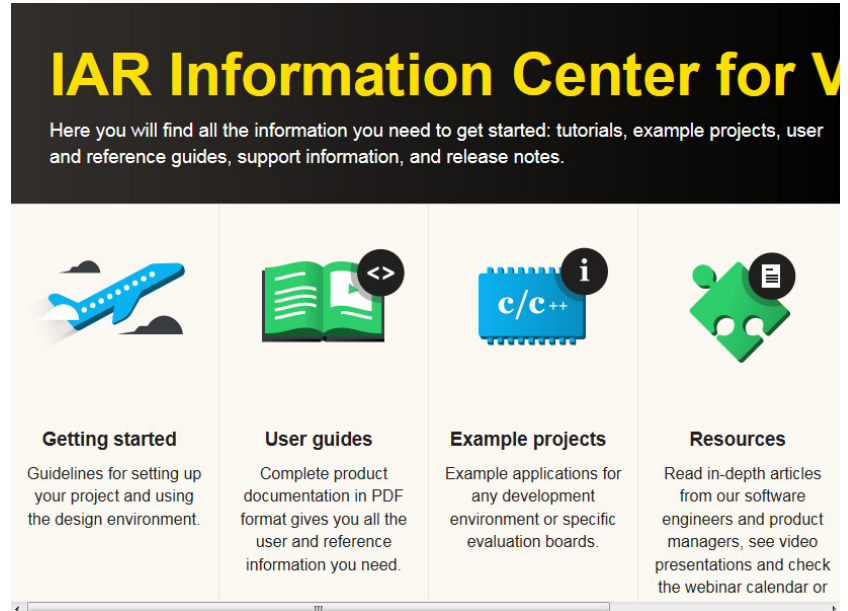 IAR Information Center for V
Here you will find all the information you need to get started: tutorials, example projects, user
and reference guides, support information, and release notes.
<>
i
c/c++
Getting started
Guidelines for setting up
your project and using
the design environment.
User guides
Complete product
documentation in PDF
format gives you all the
user and reference
information you need.
Example projects
Example applications for
any development
environment or specific
evaluation boards.
Resources
Read in-depth articles
from our software
engineers and product
managers, see video
presentations and check
the webinar calendar or